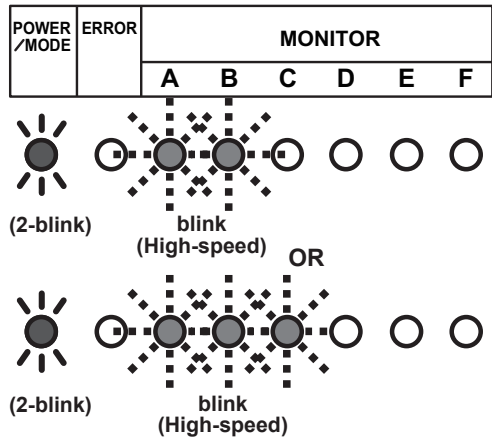 POWER
/MODE
ERROR
MONITOR
A B C D E F
(2-blink)
blink
(High-speed)
OR
(2-blink)
blink
(High-speed)